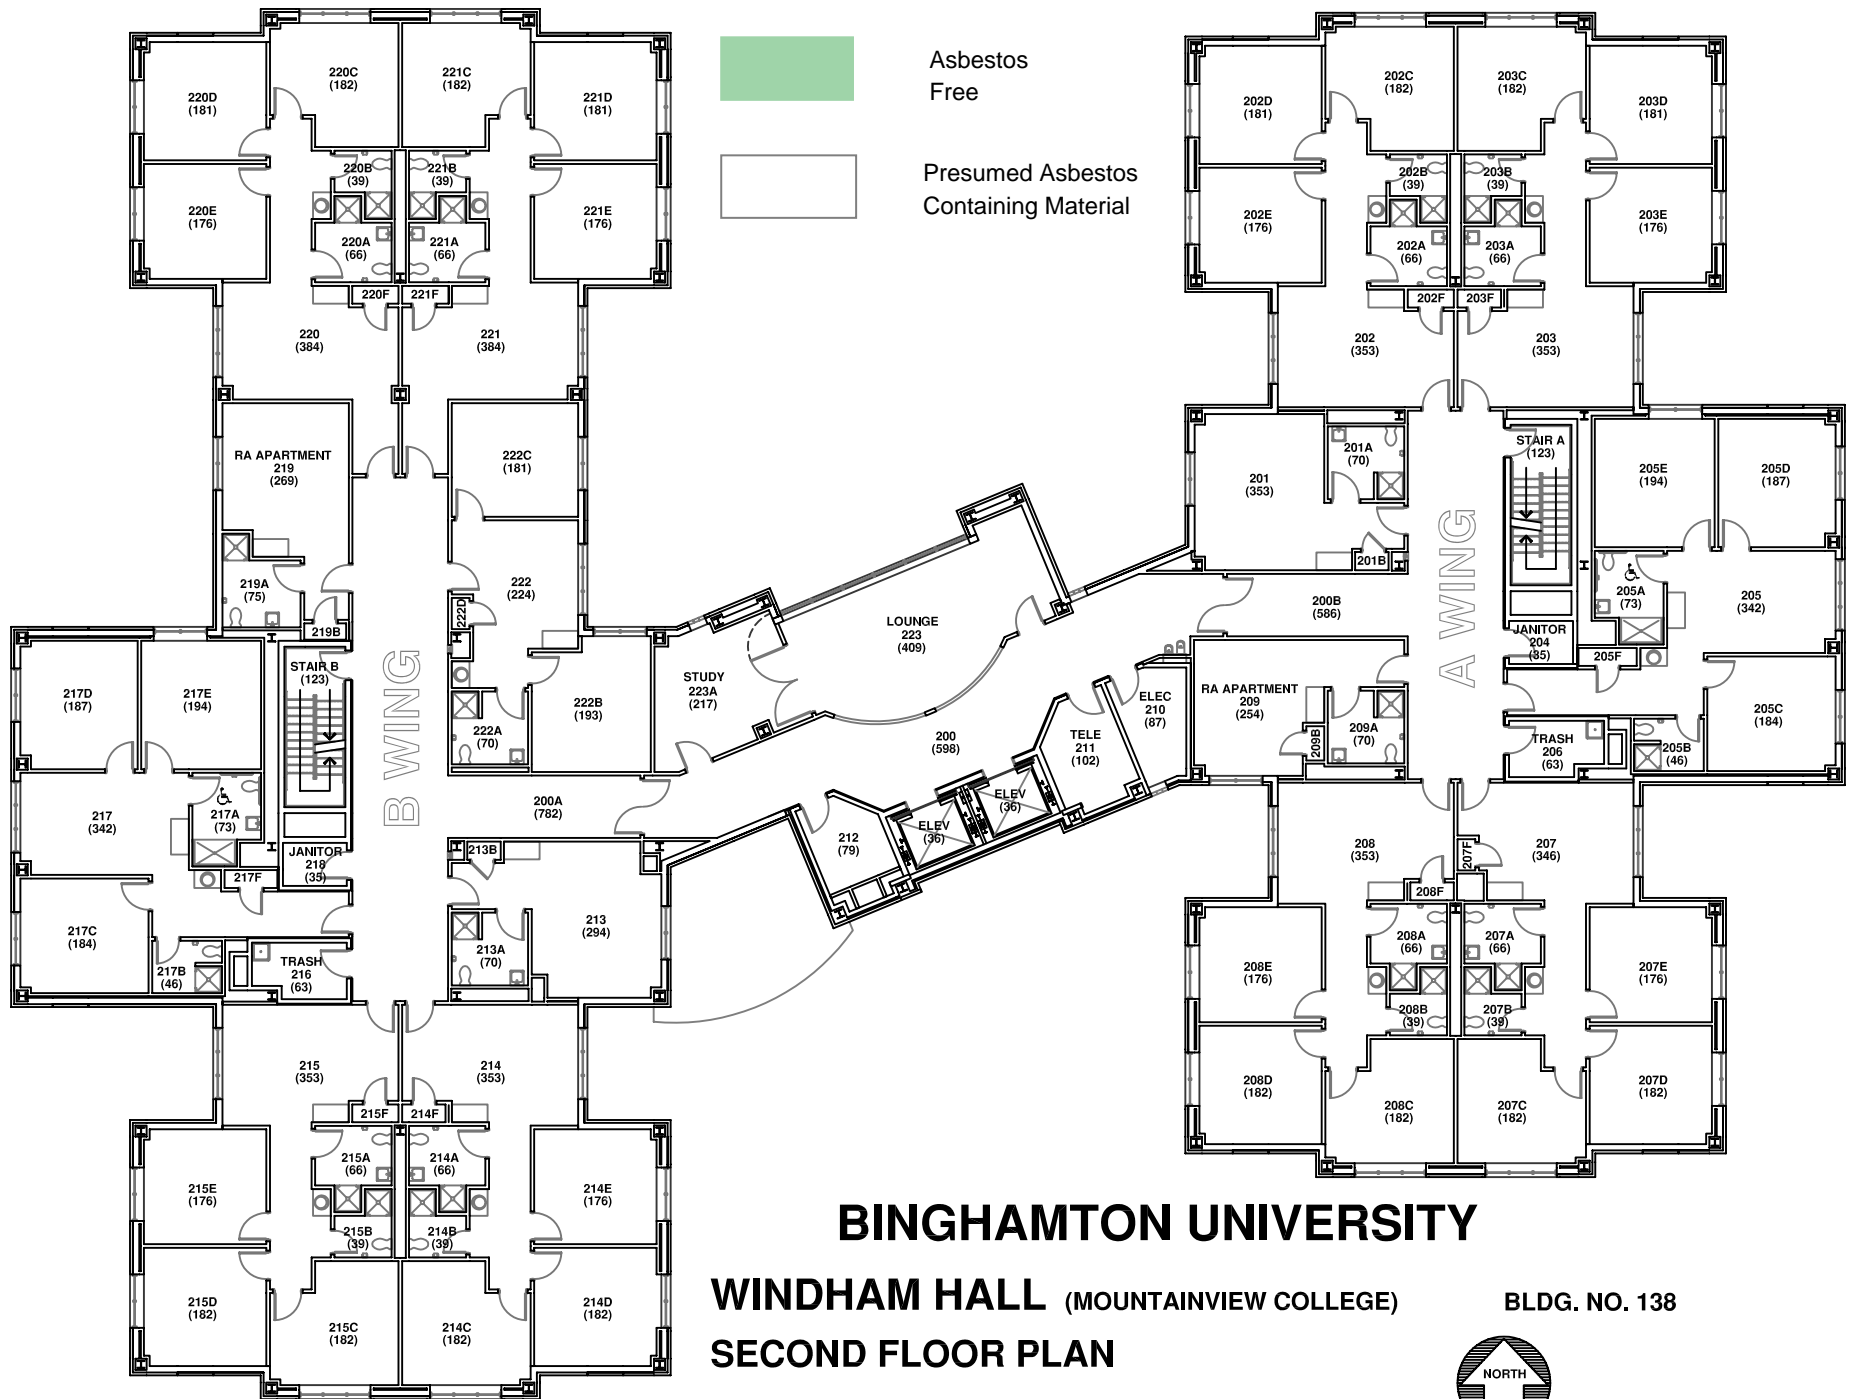 Asbestos
Free
Presumed Asbestos
Containing Material
220C
(182)
221C
(182)
220D
(181)
221D
(181)
220B
(39)
221B
(39)
220E
(176)
221E
(176)
220A
(66)
221A
(66)
220F
221F
220
(384)
221
(384)
RA APARTMENT
219
(269)
222C
(181)
219A
(75)
219B
222
(224)
222D
222A
(70)
222B
(193)
STAIR B
(123)
217D
(187)
217E
(194)
217
(342)
217A
(73)
JANITOR
218
(35)
217F
217C
(184)
217B
(46)
TRASH
216
(63)
B WING
200A
(782)
213B
213
(294)
213A
(70)
215
(353)
214
(353)
215F
214F
215A
(66)
214A
(66)
215E
(176)
214E
(176)
215B
(39)
214B
(39)
215D
(182)
214D
(182)
215C
(182)
214C
(182)
STUDY
223A
(217)
LOUNGE
223
(409)
200
(598)
212
(79)
ELEV
(36)
ELEV
(36)
TELE
211
(102)
ELEC
210
(87)
200B
(586)
RA APARTMENT
209
(254)
209B
209A
(70)
202C
(182)
203C
(182)
202D
(181)
203D
(181)
202B
(39)
203B
(39)
202E
(176)
203E
(176)
202A
(66)
203A
(66)
202F
203F
202
(353)
203
(353)
201
(353)
201A
(70)
201B
A WING
STAIR A
(123)
205E
(194)
205D
(187)
205A
(73)
205
(342)
JANITOR
204
(35)
205F
205C
(184)
205B
(46)
TRASH
206
(63)
208
(353)
207
(346)
207F
208F
208A
(66)
207A
(66)
208E
(176)
207E
(176)
208B
(39)
207B
(39)
208D
(182)
207D
(182)
208C
(182)
207C
(182)
BINGHAMTON UNIVERSITY
WINDHAM HALL (MOUNTAINVIEW COLLEGE) BLDG. NO. 138
SECOND FLOOR PLAN
NORTH